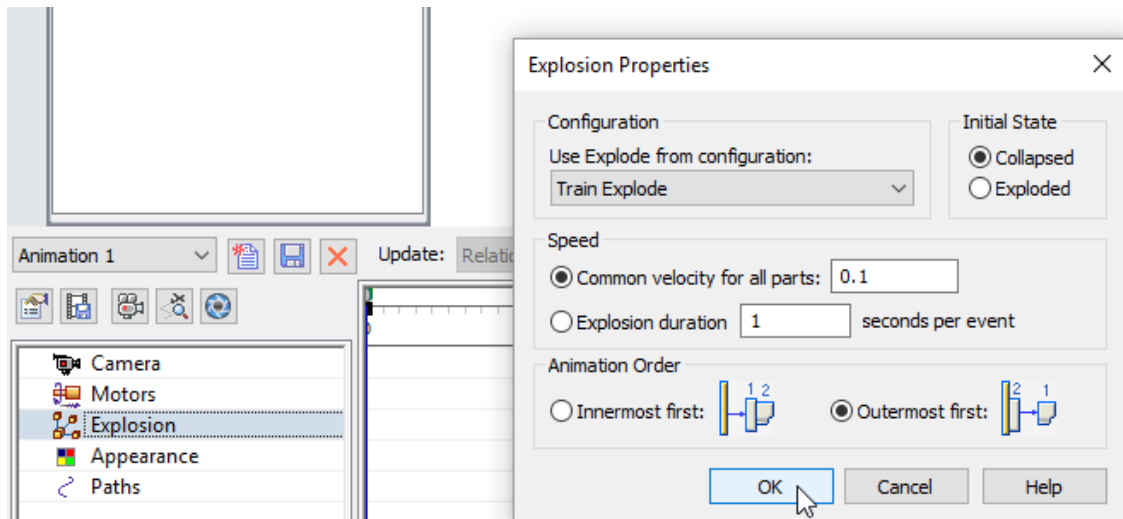 Explosion Properties
Configuration
Use Explode from configuration:
Train Explode
Initial State
Collapsed
Exploded
Speed
Common velocity for all parts: 0.1
Explosion duration 1 seconds per event
Animation Order
Innermost first: 1 2
Outermost first: 2 1
OK Cancel Help
Animation 1 Update:
Camera
Motors
Explosion
Appearance
Paths